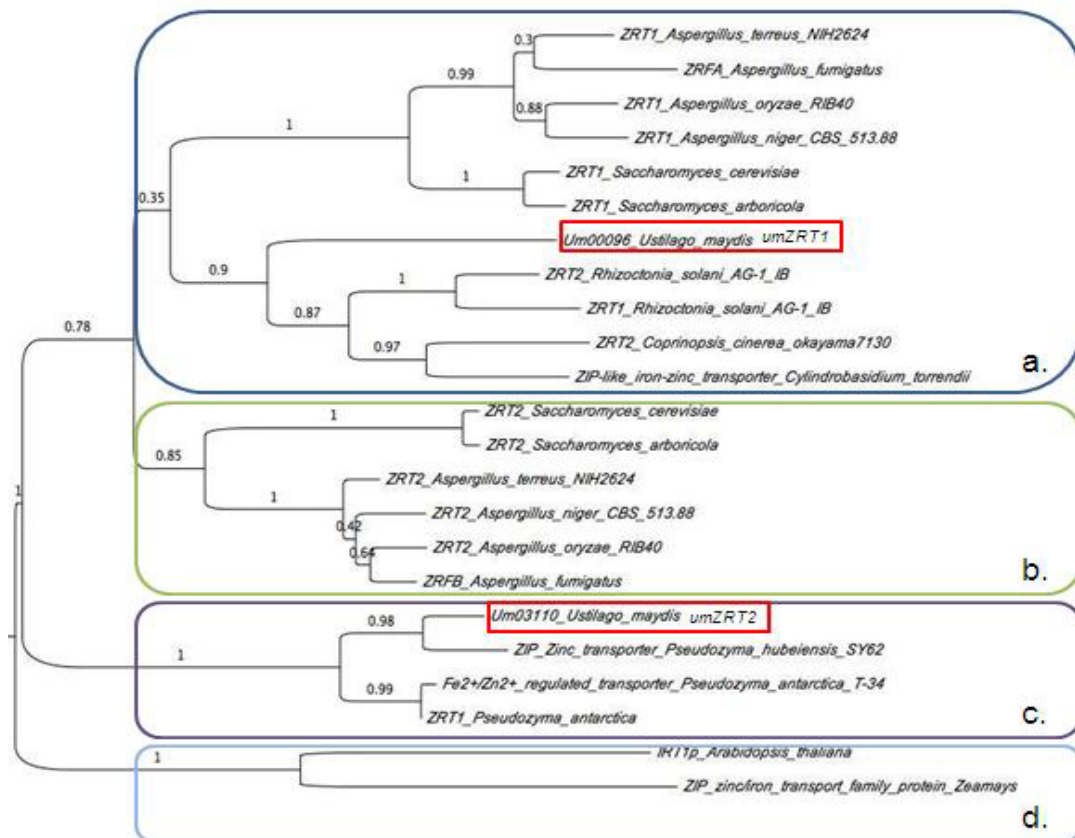 ZRT1_Aspergillus_terreus_NIH2624
0.3
ZRFA_Aspergillus_fumigatus
0.99
ZRT1_Aspergillus_oryzae_RIB40
0.88
1
ZRT1_Aspergillus_niger_CBS_513.88
ZRT1_Saccharomyces_cerevisiae
1
0.35
ZRT1_Saccharomyces_arboricola
Um00096_Ustilago_maydis umZRT1
0.9
ZRT2_Rhizoctonia_solani_AG-1_IB
1
ZRT1_Rhizoctonia_solani_AG-1_IB
0.87
0.78
ZRT2_Coprinopsis_cinerea_okayama7130
0.97
a.
ZIP-like_iron-zinc_transporter_Cylindrobasidium_torrendii
ZRT2_Saccharomyces_cerevisiae
1
ZRT2_Saccharomyces_arboricola
0.85
ZRT2_Aspergillus_terreus_NIH2624
1
1
ZRT2_Aspergillus_niger_CBS_513.88
0.42
ZRT2_Aspergillus_oryzae_RIB40
0.64
b.
ZRFB_Aspergillus_fumigatus
Um03110_Ustilago_maydis umZRT2
0.98
ZIP_Zinc_transporter_Pseudozyma_hubeiensis_SY62
1
Fe2+/Zn2+_regulated_transporter_Pseudozyma_antarctica_T-34
0.99
c.
ZRT1_Pseudozyma_antarctica
IRT1p_Arabidopsis_thaliana
1
ZIP_zinc/iron_transport_family_protein_Zeamays
d.